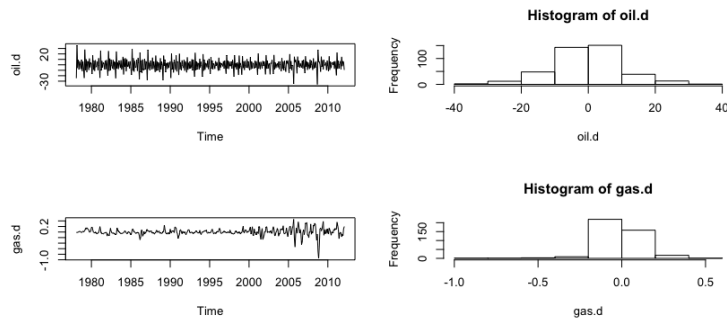 oil.d
20
-30
1980 1985 1990 1995 2000 2005 2010
Time
Histogram of oil.d
Frequency
150
0
-40 -20 0 20 40
oil.d
gas.d
0.2
-1.0
1980 1985 1990 1995 2000 2005 2010
Time
Histogram of gas.d
Frequency
150
0
-1.0 -0.5 0.0 0.5
gas.d